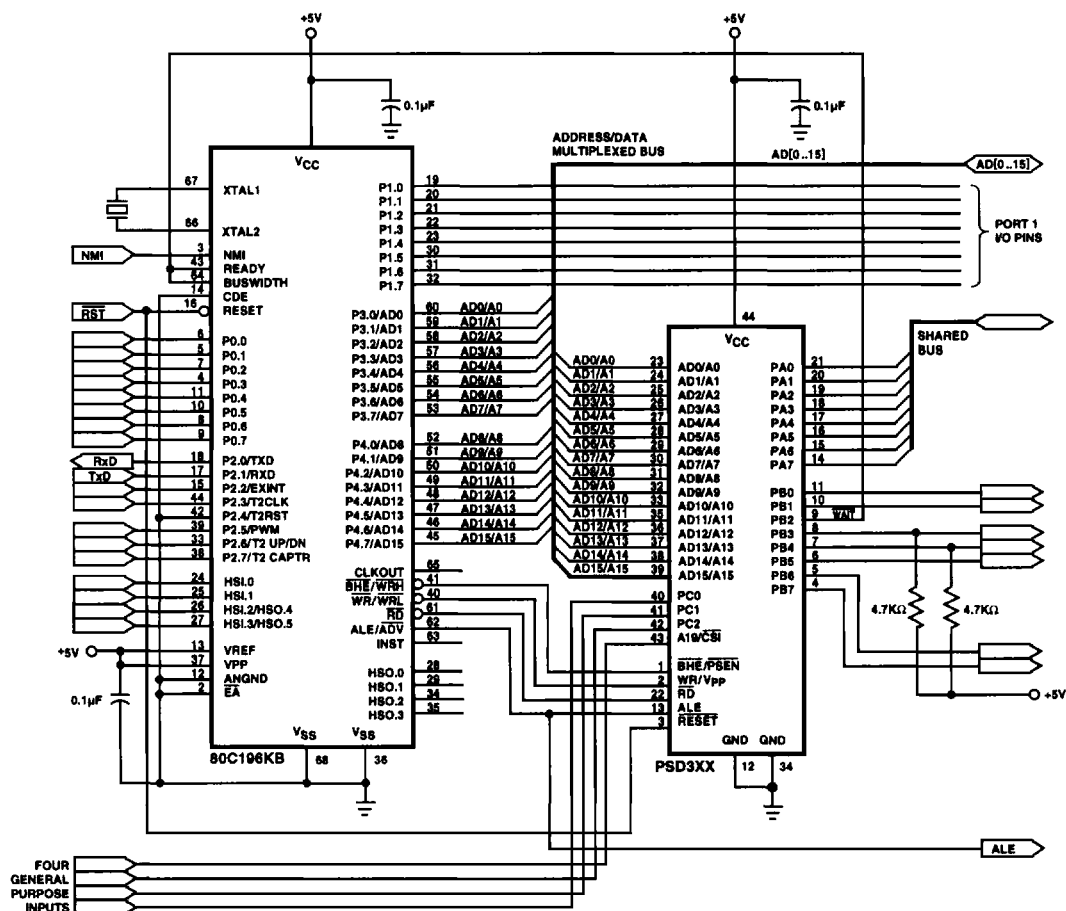 +5V
+5V
0.1µF
0.1µF
ADDRESS/DATA
MULTIPLEXED BUS
AD[0..15]
AD[0..15]
VCC
67 XTAL1
66 XTAL2
NMI 3 NMI
43 READY
64 BUSWIDTH
14 CDE
RST 16 RESET
6 P0.0
5 P0.1
7 P0.2
4 P0.3
11 P0.4
10 P0.5
8 P0.6
9 P0.7
RxD 18 P2.0/TXD
TxD 17 P2.1/RXD
15 P2.2/EXINT
44 P2.3/T2CLK
42 P2.4/T2RST
39 P2.5/PWM
33 P2.6/T2 UP/DN
38 P2.7/T2 CAPTR
24 HSI.0
25 HSI.1
26 HSI.2/HSO.4
27 HSI.3/HSO.5
+5V 13 VREF
37 VPP
12 ANGND
2 EA
0.1µF
VSS VSS
80C196KB 68 36
P1.0 19
P1.1 20
P1.2 21
P1.3 22
P1.4 23
P1.5 30
P1.6 31
P1.7 32
PORT 1
I/O PINS
P3.0/AD0 60 AD0/A0
P3.1/AD1 59 AD1/A1
P3.2/AD2 58 AD2/A2
P3.3/AD3 57 AD3/A3
P3.4/AD4 56 AD4/A4
P3.5/AD5 55 AD5/A5
P3.6/AD6 54 AD6/A6
P3.7/AD7 53 AD7/A7
P4.0/AD8 52 AD8/A8
P4.1/AD9 51 AD9/A9
P4.2/AD10 50 AD10/A10
P4.3/AD11 49 AD11/A11
P4.4/AD12 48 AD12/A12
P4.5/AD13 47 AD13/A13
P4.6/AD14 46 AD14/A14
P4.7/AD15 45 AD15/A15
CLKOUT 65
BHE/WRH 41
WR/WRL 40
RD 61
ALE/ADV 62
INST 63
HSO.0 28
HSO.1 29
HSO.2 34
HSO.3 35
44
VCC
AD0/A0 23 AD0/A0
AD1/A1 24 AD1/A1
AD2/A2 25 AD2/A2
AD3/A3 26 AD3/A3
AD4/A4 27 AD4/A4
AD5/A5 28 AD5/A5
AD6/A6 29 AD6/A6
AD7/A7 30 AD7/A7
AD8/A8 31 AD8/A8
AD9/A9 32 AD9/A9
AD10/A10 33 AD10/A10
AD11/A11 35 AD11/A11
AD12/A12 36 AD12/A12
AD13/A13 37 AD13/A13
AD14/A14 38 AD14/A14
AD15/A15 39 AD15/A15
40 PC0
41 PC1
42 PC2
43 A19/CSI
1 BHE/PSEN
2 WR/Vpp
22 RD
13 ALE
3 RESET
GND GND
PSD3XX 12 34
PA0 21
PA1 20
PA2 19
PA3 18
PA4 17
PA5 16
PA6 15
PA7 14
SHARED
BUS
PB0 11
PB1 10
PB2 9 WAIT
PB3 8
PB4 7
PB5 6
PB6 5
PB7 4
4.7KΩ 4.7KΩ
+5V
ALE
FOUR
GENERAL
PURPOSE
INPUTS